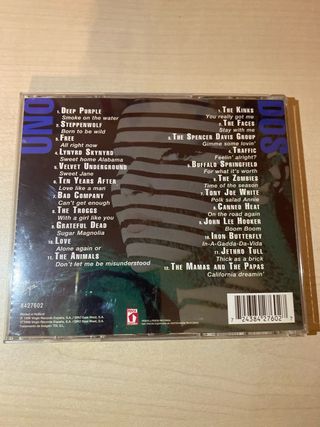 UNO
1. DEEP PURPLE
Smoke on the water
2. STEPPENWOLF
Born to be wild
3. FREE
All right now
4. LYNYRD SKYNYRD
Sweet home Alabama
5. VELVET UNDERGROUND
Sweet Jane
6. TEN YEARS AFTER
Love like a man
7. BAD COMPANY
Can't get enough
8. THE TROGGS
With a girl like you
9. GRATEFUL DEAD
Sugar Magnolia
10. LOVE
Alone again or
11. THE ANIMALS
Don't let me be misunderstood
DOS
1. THE KINKS
You really got me
2. THE FACES
Stay with me
3. THE SPENCER DAVIS GROUP
Gimme some lovin'
4. TRAFFIC
Feelin' alright?
5. BUFFALO SPRINGFIELD
For what it's worth
6. THE ZOMBIES
Time of the season
7. TONY JOE WHITE
Polk salad Annie
8. CANNED HEAT
On the road again
9. JOHN LEE HOOKER
Boom Boom
10. IRON BUTTERFLY
IN-A-Gadda-Da-Vida
11. JETHRO TULL
Thick as a brick
12. THE MAMAS AND THE PAPAS
California dreamin'
8427602
7 24384 27602 7